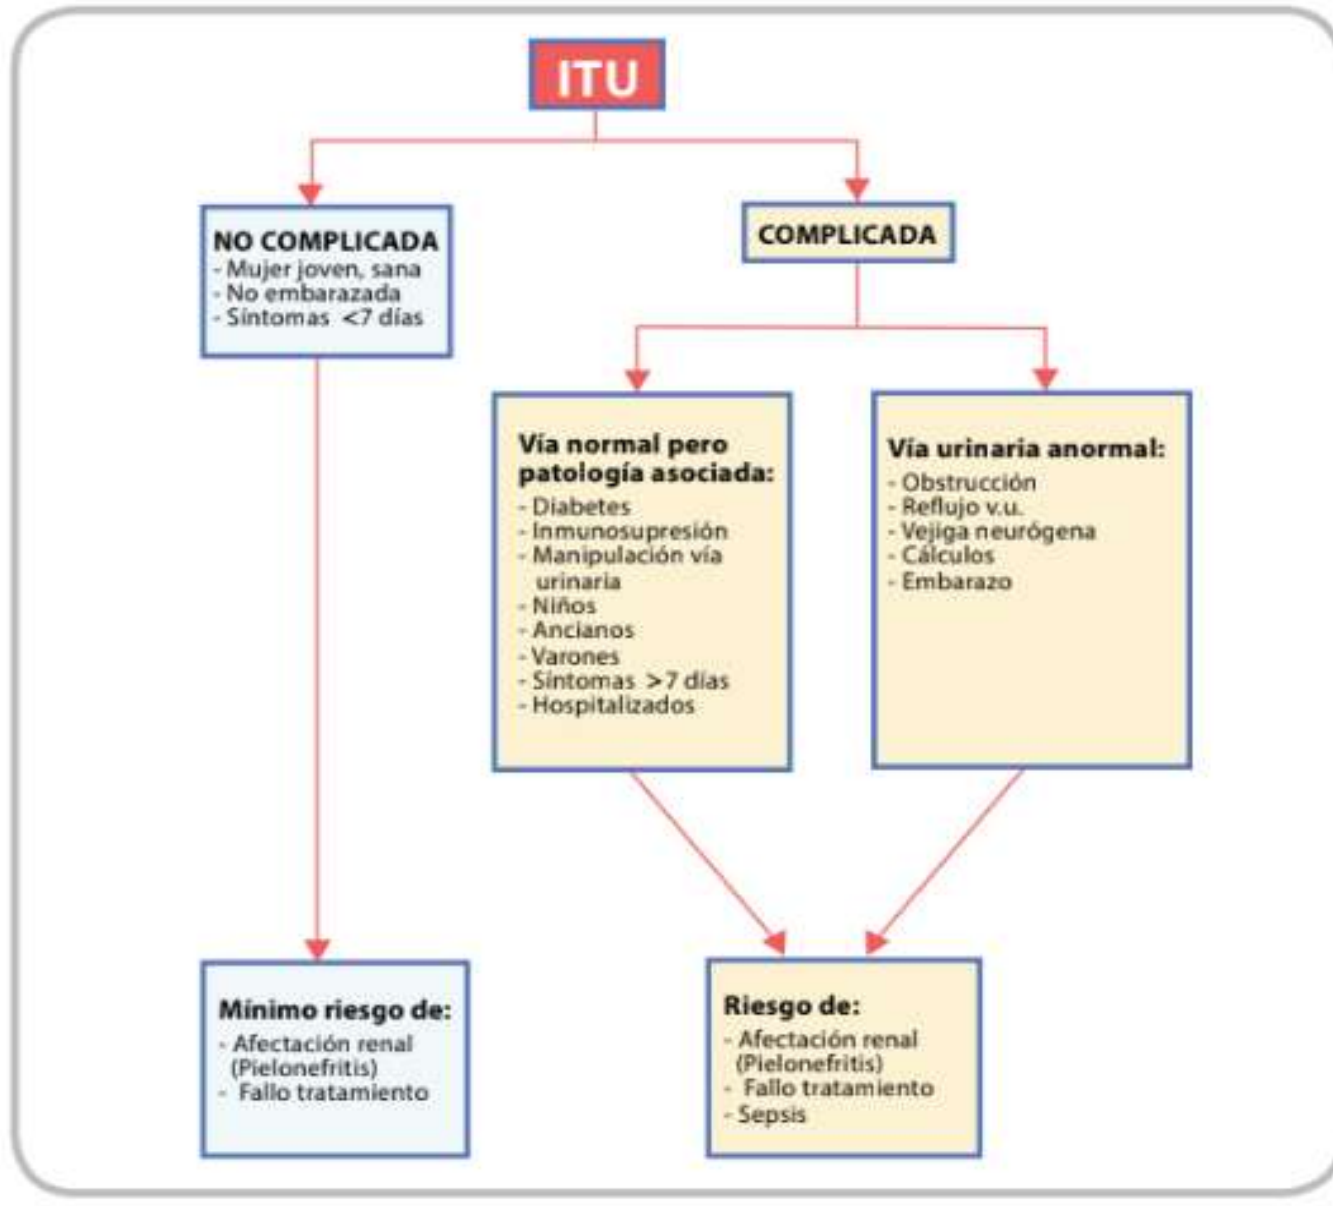 ITU
NO COMPLICADA
- Mujer joven, sana
- No embarazada
- Síntomas <7 días
COMPLICADA
Vía normal pero
patología asociada:
- Diabetes
- Inmunosupresión
- Manipulación vía
urinaria
- Niños
- Ancianos
- Varones
- Síntomas >7 días
- Hospitalizados
Vía urinaria anormal:
- Obstrucción
- Reflujo v.u.
- Vejiga neurógena
- Cálculos
- Embarazo
Mínimo riesgo de:
- Afectación renal
(Pielonefritis)
- Fallo tratamiento
Riesgo de:
- Afectación renal
(Pielonefritis)
- Fallo tratamiento
- Sepsis